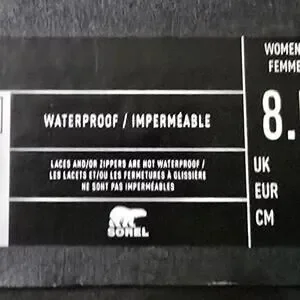 WOMEN
FEMME
WATERPROOF / IMPERMÉABLE
8.
LACES AND/OR ZIPPERS ARE NOT WATERPROOF /
LES LACETS ET/OU LES FERMETURES À GLISSIÈRE
NE SONT PAS IMPERMÉABLES
UK
EUR
CM
SOREL